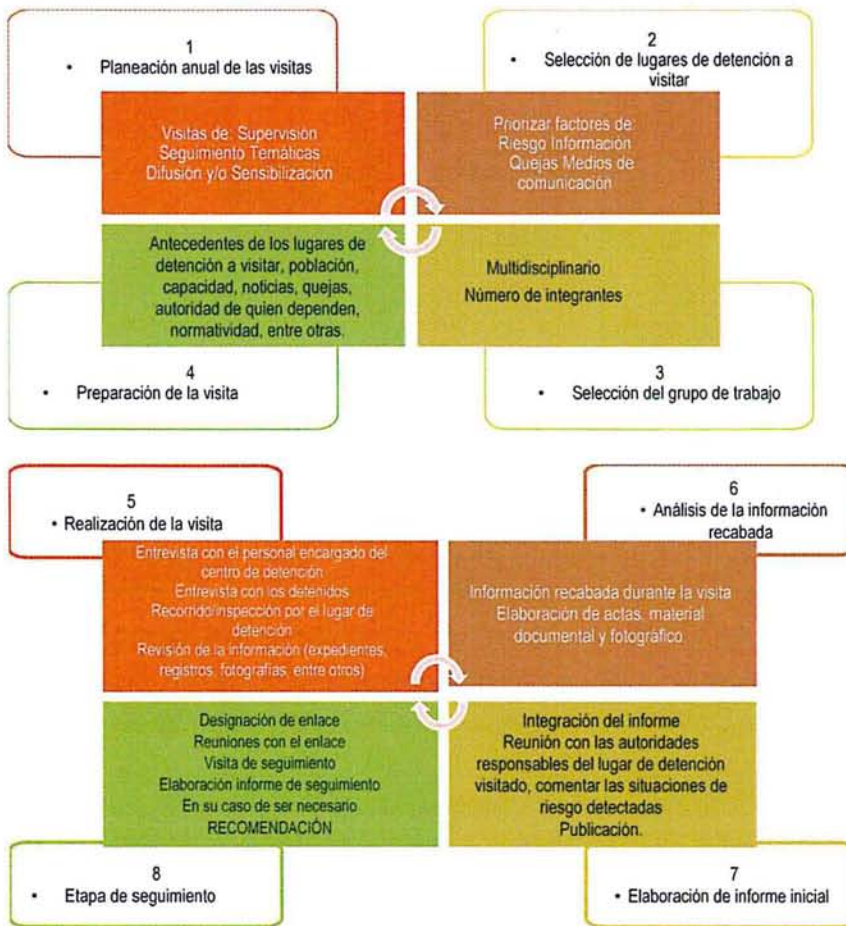 1
• Planeación anual de las visitas
Visitas de: Supervisión
Seguimiento Temáticas
Difusión y/o Sensibilización
2
• Selección de lugares de detención a
visitar
Priorizar factores de:
Riesgo Información
Quejas Medios de
comunicación
Multidisciplinario
Número de integrantes
3
• Selección del grupo de trabajo
Antecedentes de los lugares de
detención a visitar, población,
capacidad, noticias, quejas,
autoridad de quien dependen,
normatividad, entre otras.
4
• Preparación de la visita
5
• Realización de la visita
Entrevista con el personal encargado del
centro de detención
Entrevista con los detenidos
Recorrido/inspección por el lugar de
detención
Revisión de la información (expedientes,
registros, fotografías, entre otros)
6
• Análisis de la información
recabada
Información recabada durante la visita
Elaboración de actas, material
documental y fotográfico.
Integración del informe
Reunión con las autoridades
responsables del lugar de detención
visitado, comentar las situaciones de
riesgo detectadas
Publicación.
7
• Elaboración de informe inicial
Designación de enlace
Reuniones con el enlace
Visita de seguimiento
Elaboración informe de seguimiento
En su caso de ser necesario
RECOMENDACIÓN
8
• Etapa de seguimiento